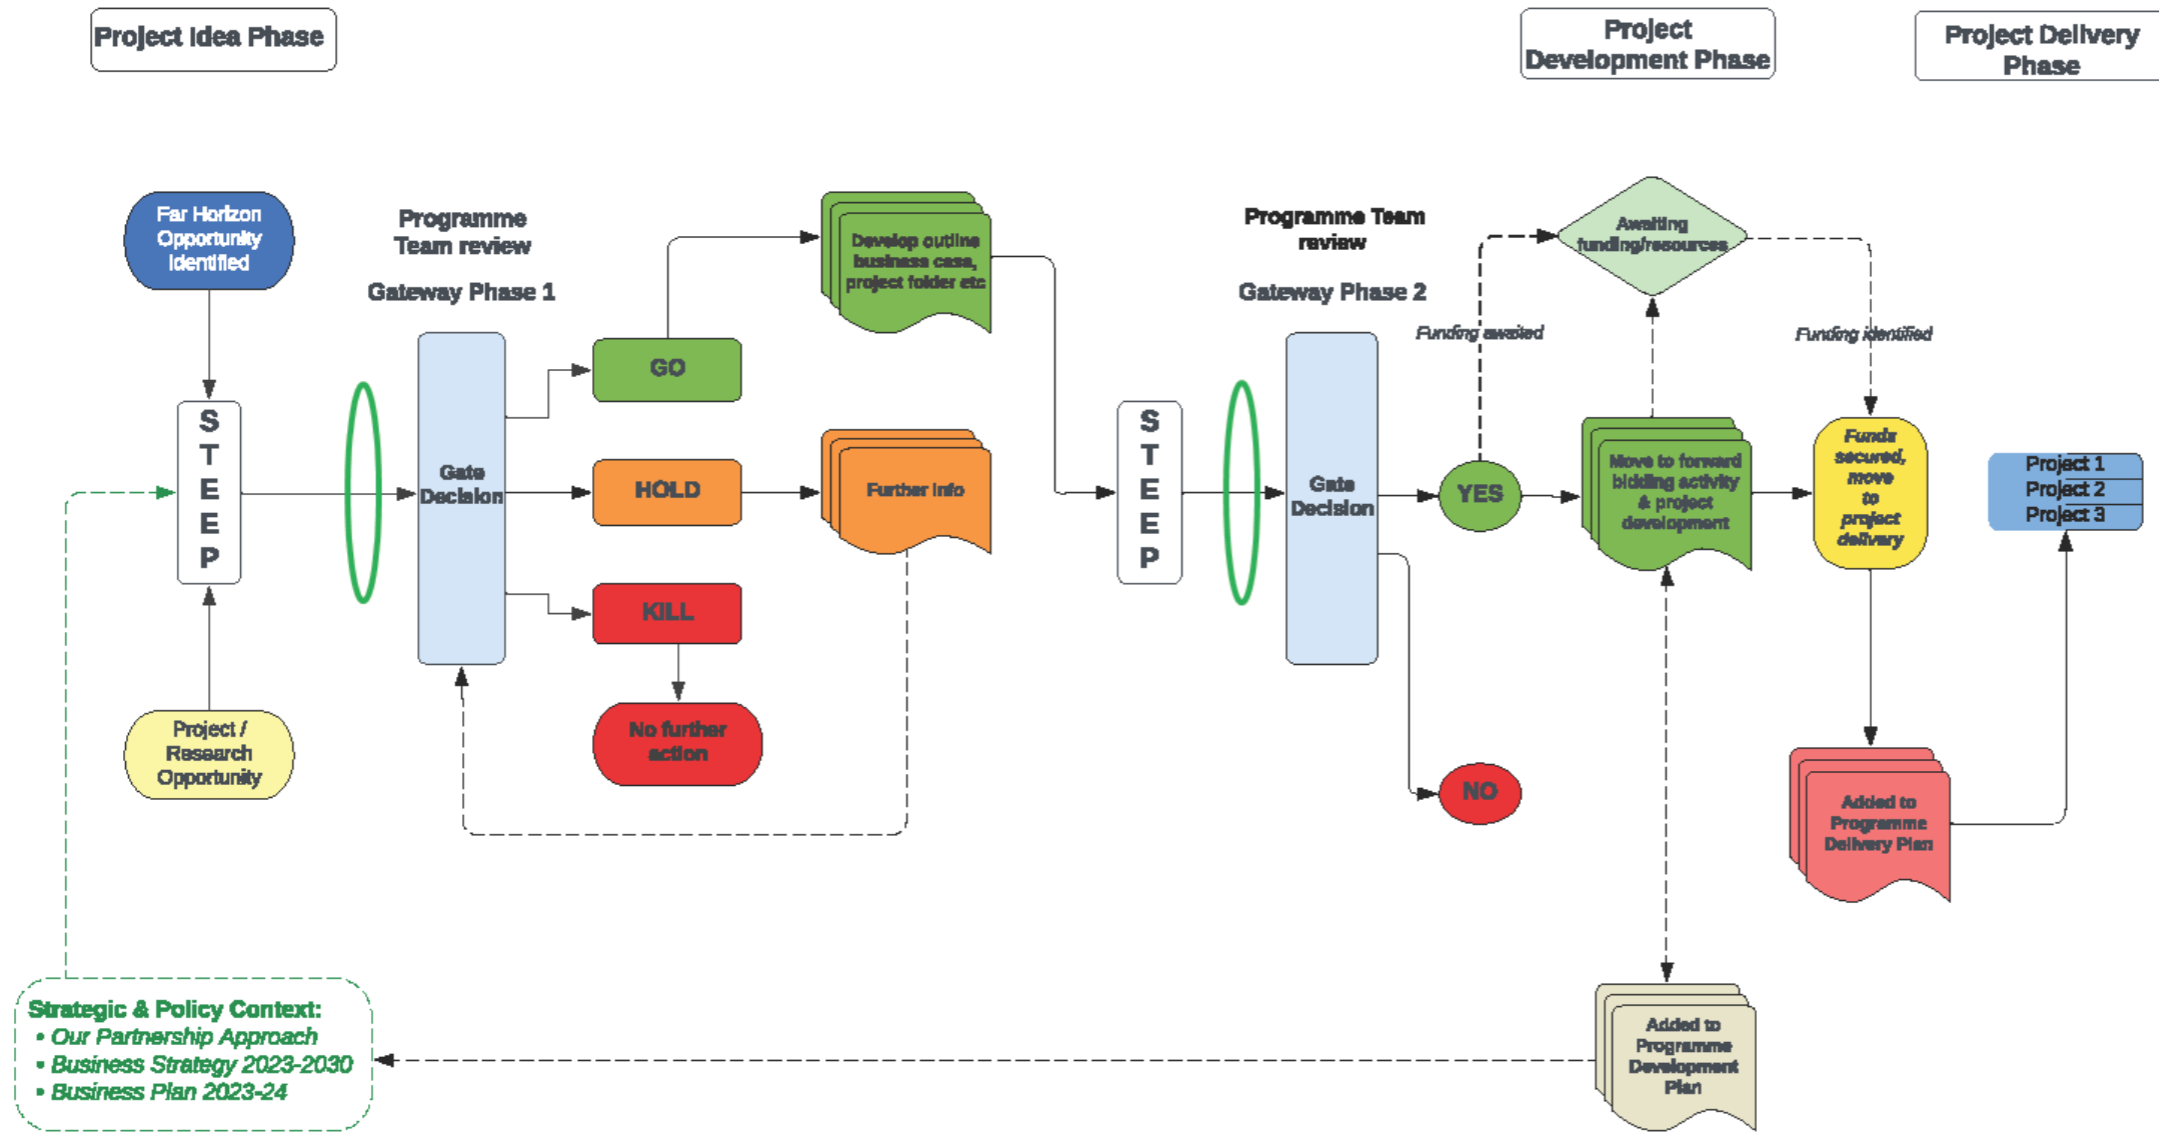 Project Idea Phase
Project
Development Phase
Project Delivery
Phase
Far Horizon
Opportunity
Identified
S
T
E
E
P
Project /
Research
Opportunity
Programme
Team review
Gateway Phase 1
Gate
Decision
GO
HOLD
KILL
No further
action
Develop outline
business case,
project folder etc
Further info
S
T
E
E
P
Programme Team
review
Gateway Phase 2
Gate
Decision
YES
NO
Funding awaited
Awaiting
funding/resources
Funding identified
Move to forward
bidding activity
& project
development
Funds
secured,
move
to
project
delivery
Project 1
Project 2
Project 3
Added to
Programme
Delivery Plan
Added to
Programme
Development
Plan
Strategic & Policy Context:
• Our Partnership Approach
• Business Strategy 2023-2030
• Business Plan 2023-24